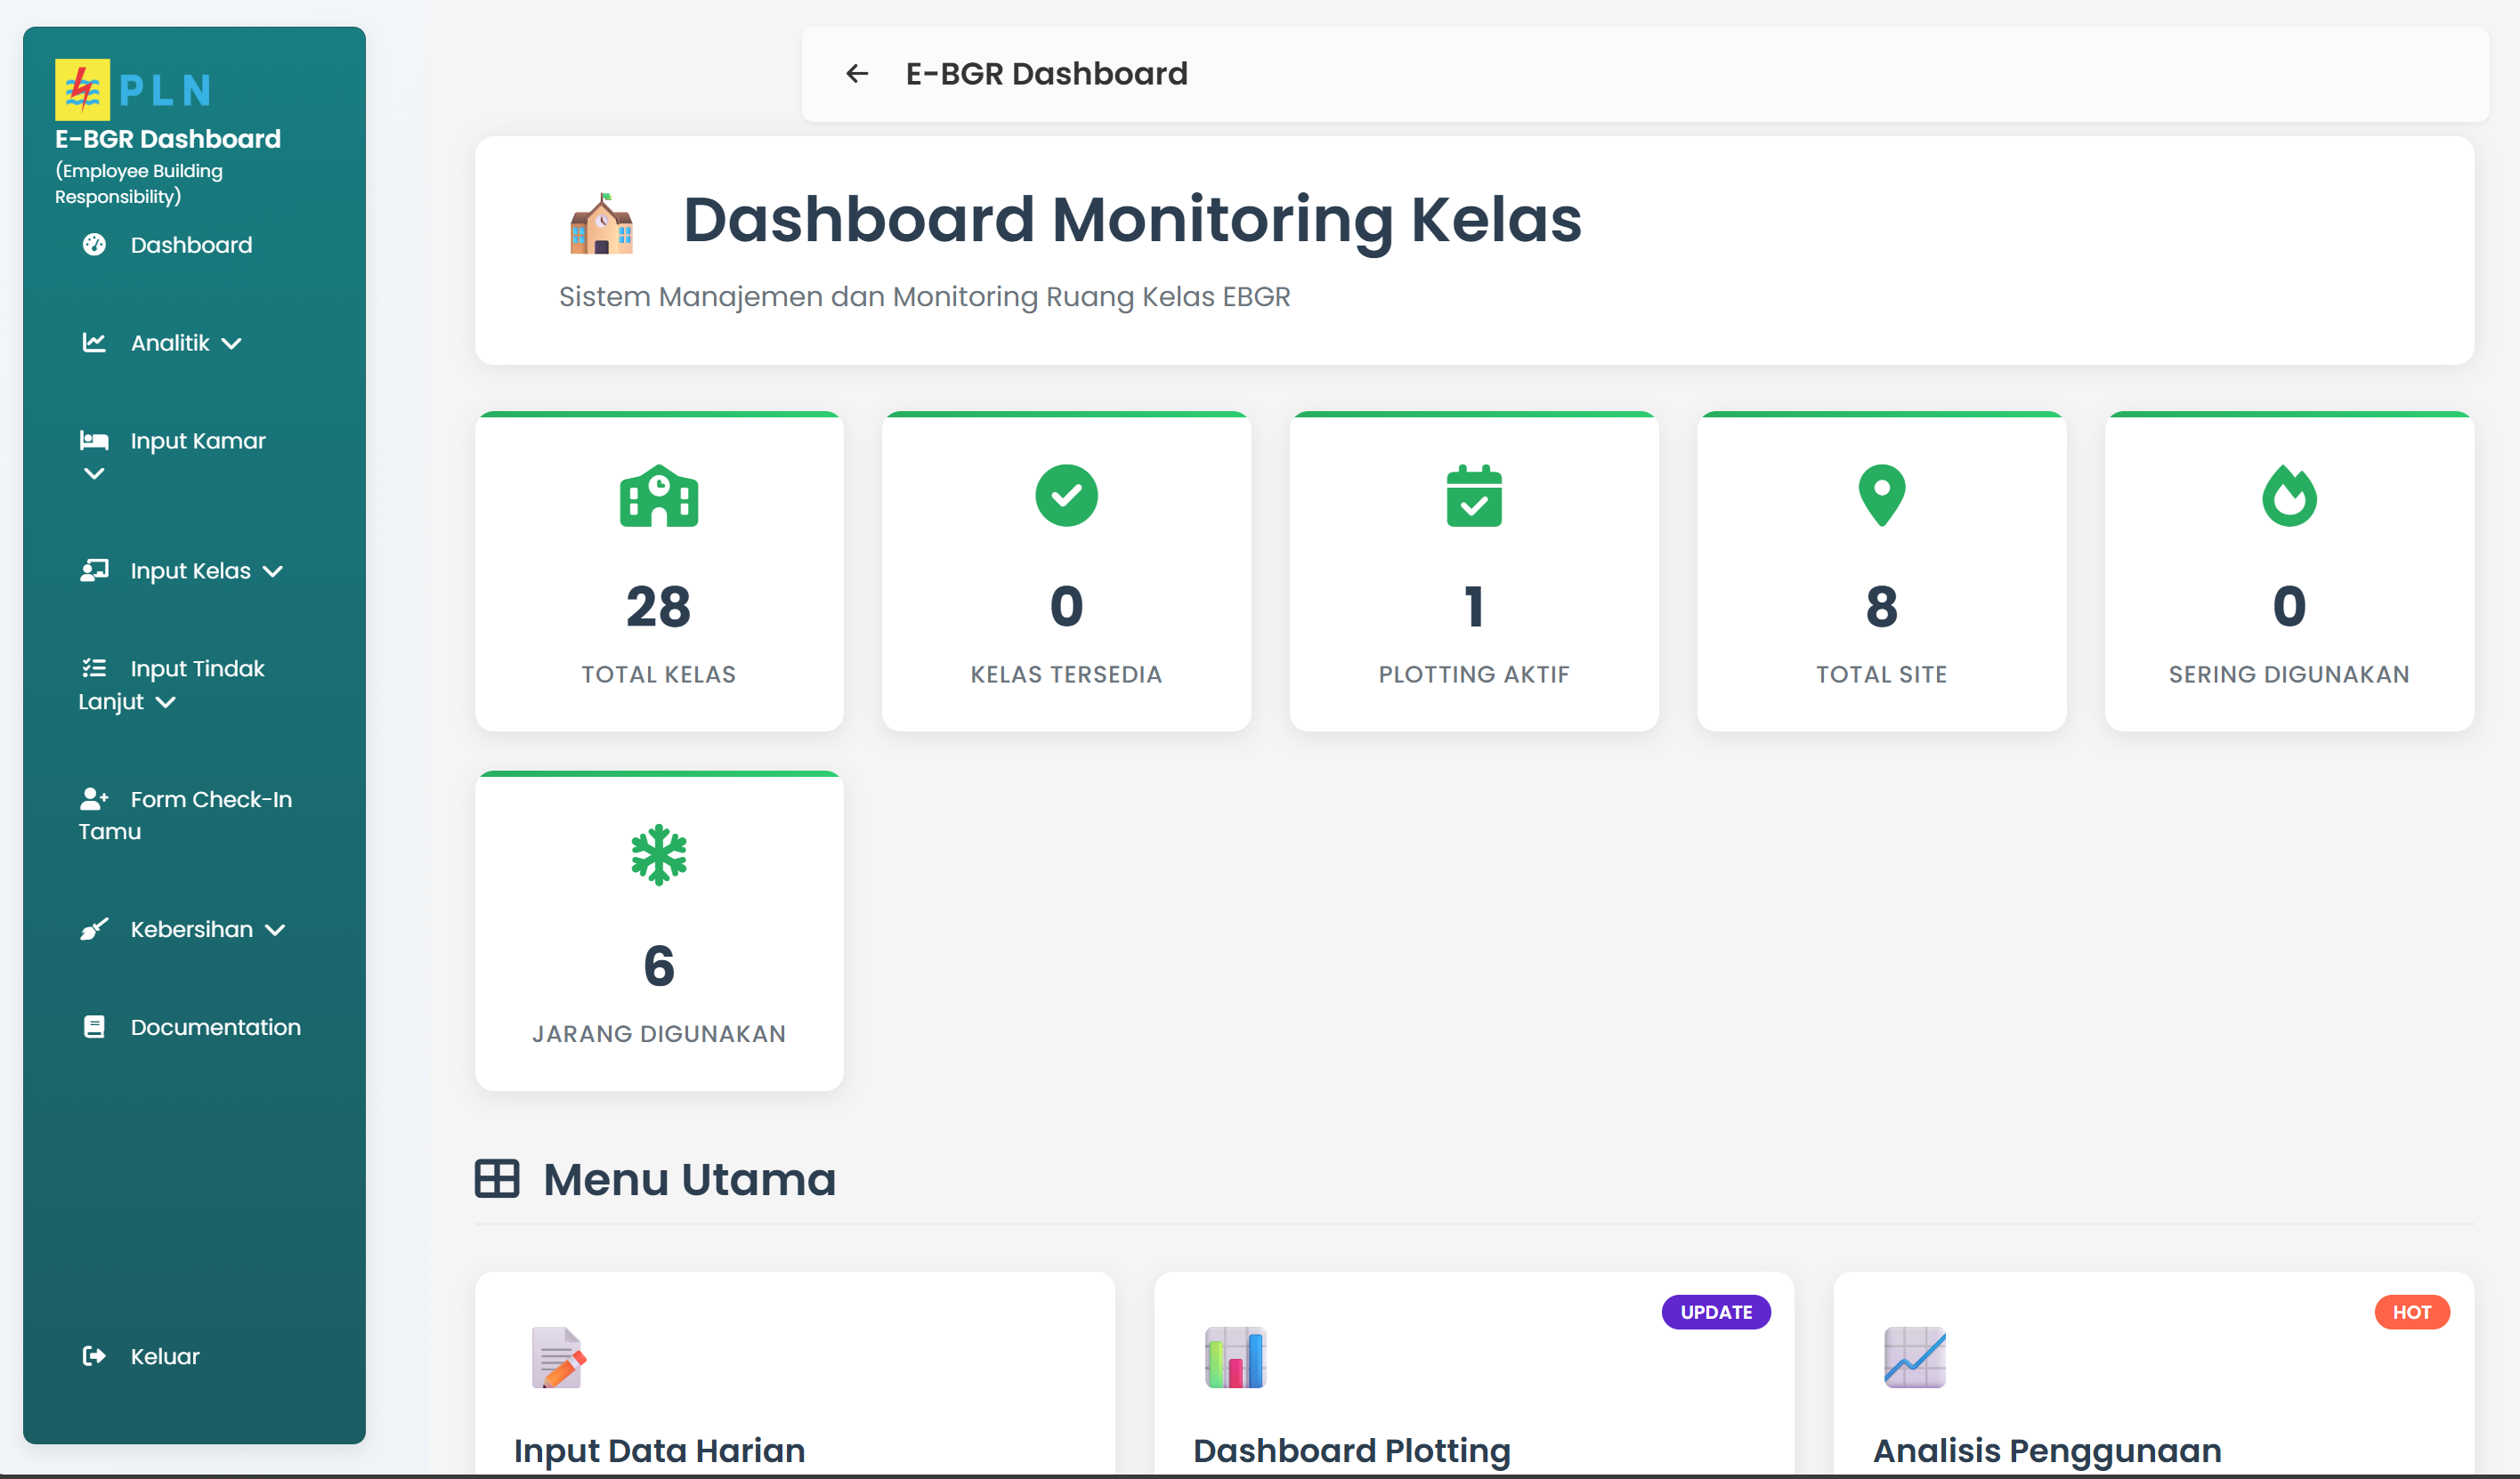 PLN
E-BGR Dashboard
(Employee Building
Responsibility)
Dashboard
Analitik
Input Kamar
Input Kelas
Input Tindak
Lanjut
Form Check-In
Tamu
Kebersihan
Documentation
Keluar
E-BGR Dashboard
Dashboard Monitoring Kelas
Sistem Manajemen dan Monitoring Ruang Kelas EBGR
28
TOTAL KELAS
0
KELAS TERSEDIA
1
PLOTTING AKTIF
8
TOTAL SITE
0
SERING DIGUNAKAN
6
JARANG DIGUNAKAN
Menu Utama
Input Data Harian
UPDATE
Dashboard Plotting
HOT
Analisis Penggunaan